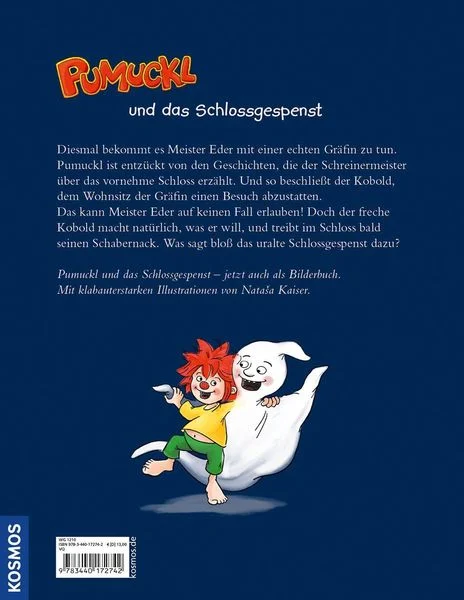 PUMUCKL
und das Schlossgespenst
Diesmal bekommt es Meister Eder mit einer echten Gräfin zu tun.
Pumuckl ist entzückt von den Geschichten, die der Schreinermeister
über das vornehme Schloss erzählt. Und so beschließt der Kobold,
dem Wohnsitz der Gräfin einen Besuch abzustatten.
Das kann Meister Eder auf keinen Fall erlauben! Doch der freche
Kobold macht natürlich, was er will, und treibt im Schloss bald
seinen Schabernack. Was sagt bloß das uralte Schlossgespenst dazu?
Pumuckl und das Schlossgespenst – jetzt auch als Bilderbuch.
Mit klabauterstarken Illustrationen von Nataša Kaiser.
WG 1210
ISBN 978-3-440-17274-2 € [D] 13,00
VQ
9 783440 172742
kosmos.de
KOSMOS